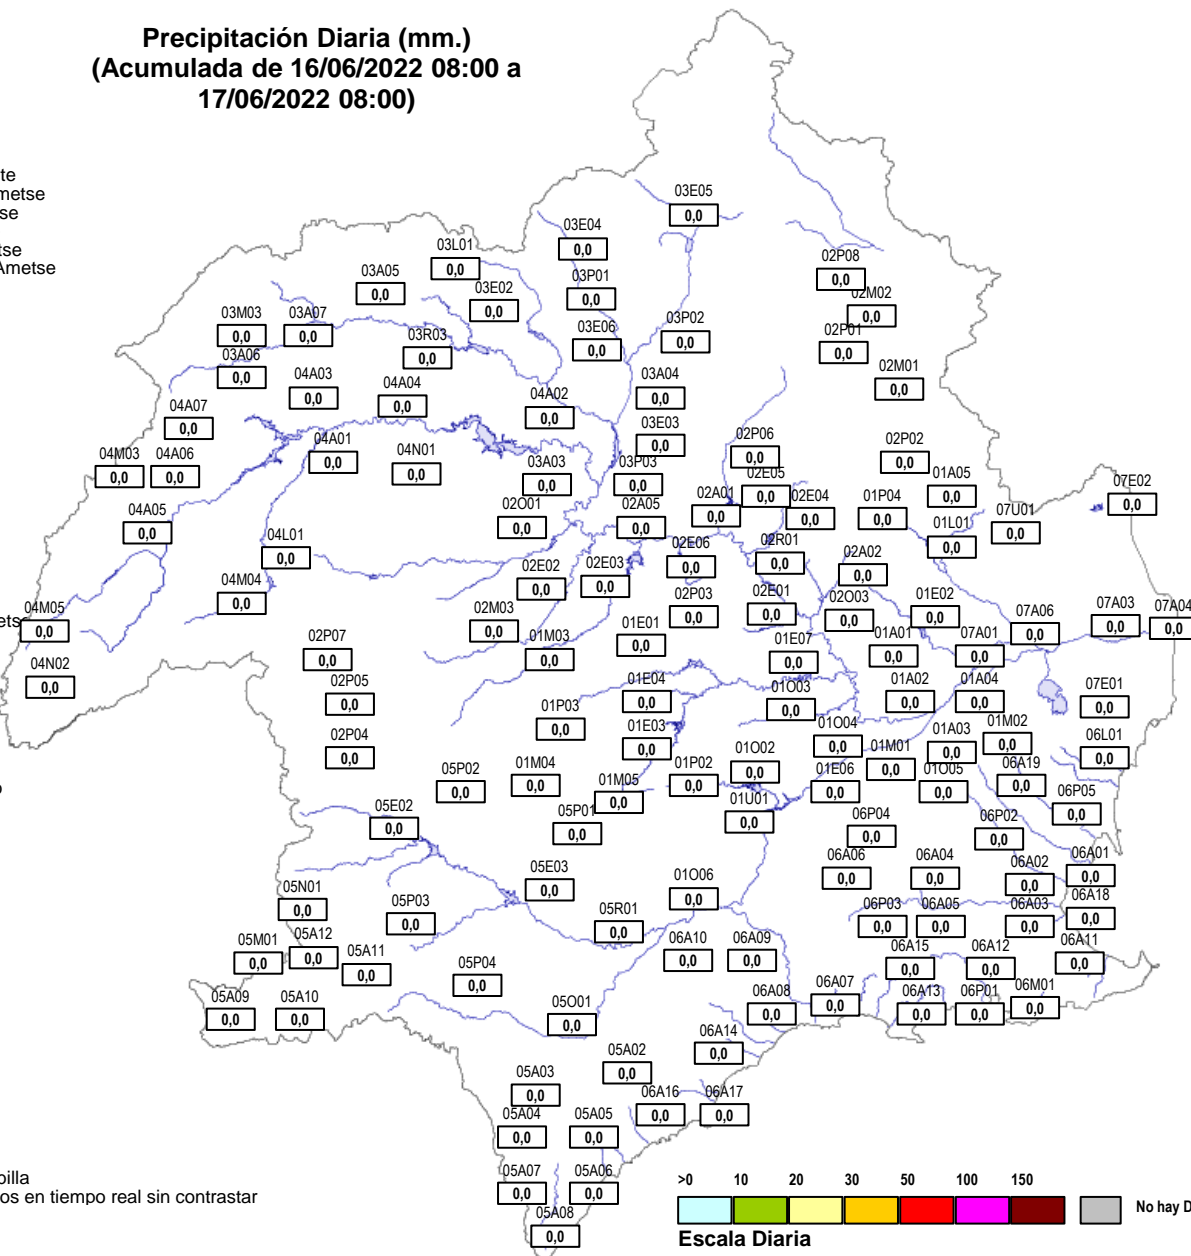 Precipitación Diaria (mm.)
(Acumulada de 16/06/2022 08:00 a
17/06/2022 08:00)
te
metse
se
tse
Ametse
03E05
0,0
03E04
0,0
03L01
0,0
02P08
0,0
03A05
0,0
03P01
0,0
03E02
0,0
02M02
0,0
03M03
0,0
03A07
0,0
03P02
0,0
03E06
0,0
02P01
0,0
03R03
0,0
03A06
0,0
04A03
0,0
04A04
0,0
03A04
0,0
02M01
0,0
04A02
0,0
04A07
0,0
03E03
0,0
04A01
0,0
02P06
0,0
02P02
0,0
04M03
0,0
04A06
0,0
04N01
0,0
03A03
0,0
03P03
0,0
02E05
0,0
01A05
0,0
07E02
0,0
02A01
0,0
02E04
0,0
01P04
0,0
04A05
0,0
02O01
0,0
02A05
0,0
07U01
0,0
01L01
0,0
04L01
0,0
02R01
0,0
02E06
0,0
02A02
0,0
02E02
0,0
02E03
0,0
04M04
0,0
02P03
0,0
02E01
0,0
02O03
0,0
01E02
0,0
07A03
0,0
07A04
0,0
ets
04M05
0,0
02M03
0,0
07A06
0,0
01E01
0,0
02P07
0,0
01M03
0,0
01E07
0,0
01A01
0,0
07A01
0,0
04N02
0,0
02P05
0,0
01E04
0,0
01O03
0,0
01A02
0,0
01A04
0,0
07E01
0,0
01P03
0,0
01E03
0,0
01O04
0,0
01A03
0,0
01M02
0,0
02P04
0,0
01O02
0,0
01M01
0,0
06L01
0,0
05P02
0,0
01M04
0,0
01M05
0,0
01P02
0,0
01E06
0,0
01O05
0,0
06A19
0,0
05E02
0,0
05P01
0,0
01U01
0,0
06P05
0,0
06P04
0,0
06P02
0,0
05E03
0,0
06A06
0,0
06A04
0,0
06A02
0,0
06A01
0,0
01O06
0,0
05N01
0,0
05P03
0,0
05R01
0,0
06P03
0,0
06A05
0,0
06A03
0,0
06A18
0,0
05M01
0,0
05A12
0,0
05A11
0,0
06A10
0,0
06A09
0,0
06A15
0,0
06A12
0,0
06A11
0,0
05P04
0,0
05A09
0,0
05A10
0,0
05O01
0,0
06A08
0,0
06A07
0,0
06A13
0,0
06P01
0,0
06M01
0,0
06A14
0,0
05A02
0,0
05A03
0,0
06A16
0,0
06A17
0,0
05A04
0,0
05A05
0,0
05A07
0,0
05A06
0,0
05A08
0,0
os en tiempo real sin contrastar
>0 10 20 30 50 100 150
No hay D
Escala Diaria